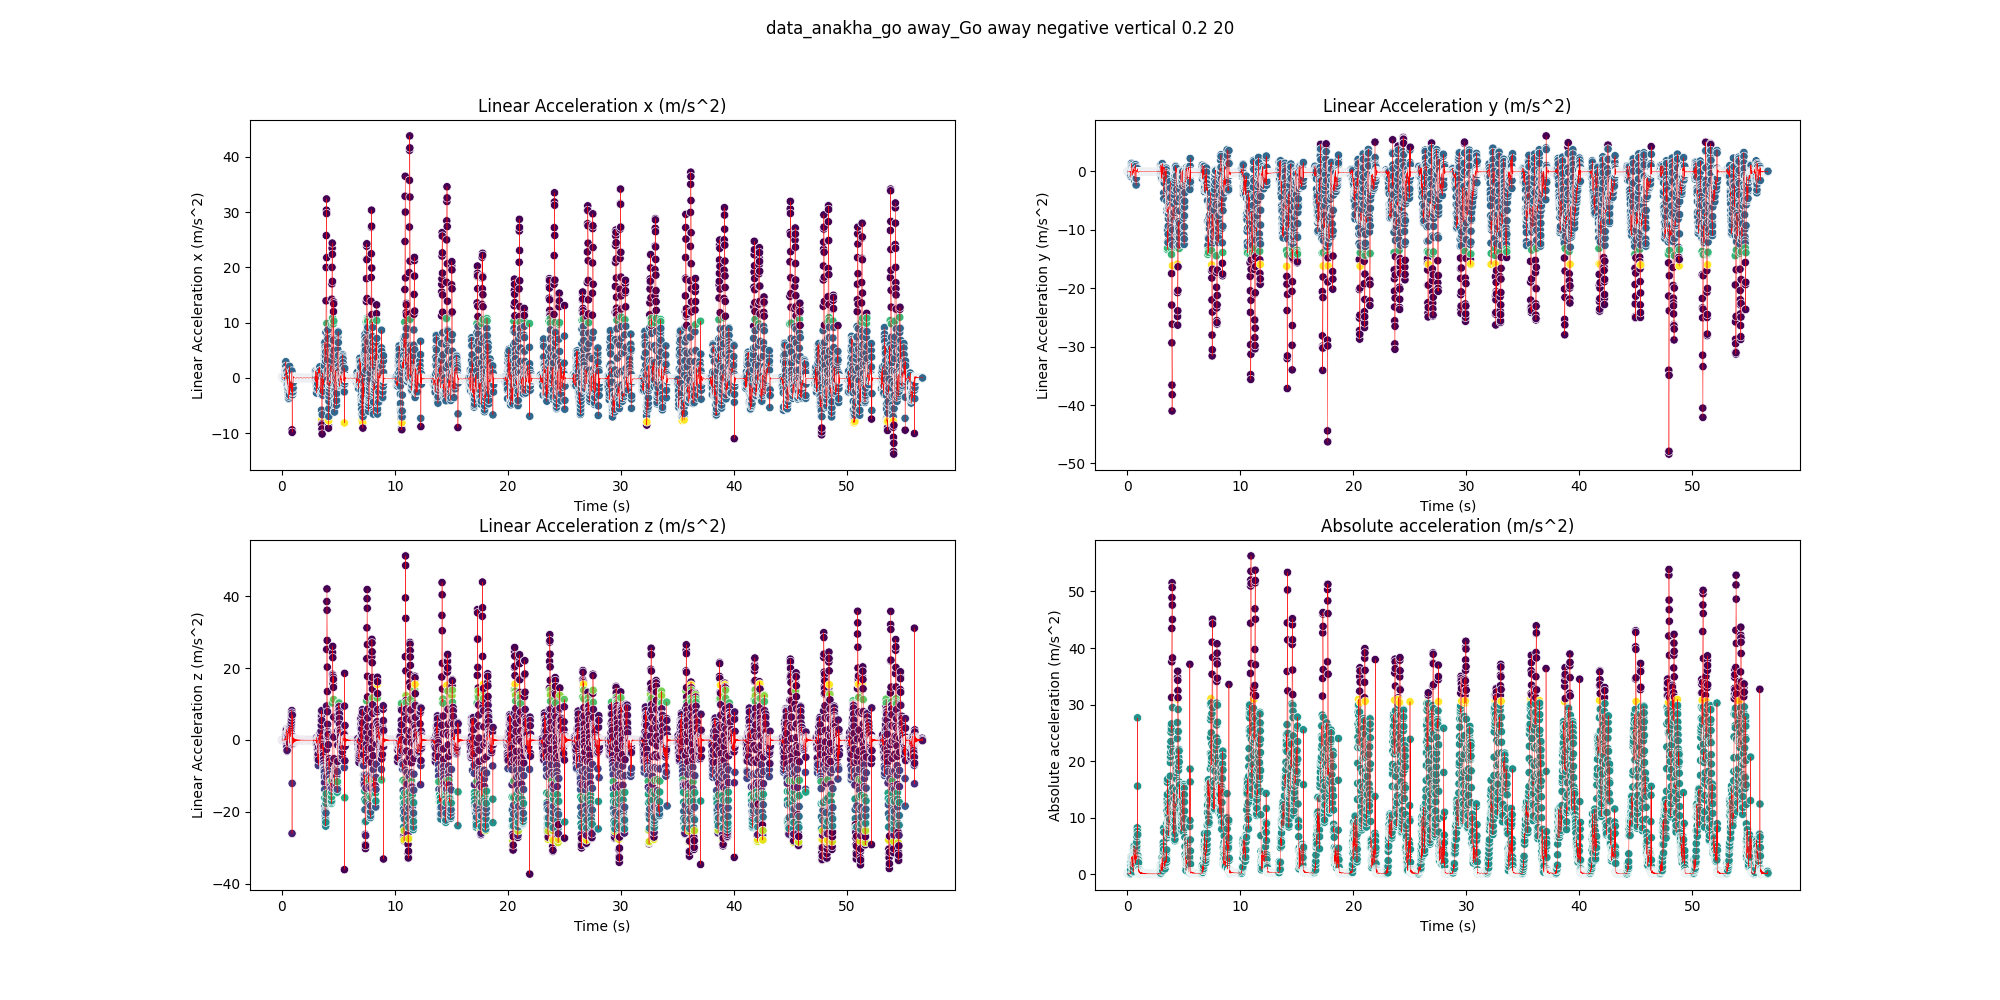 data_anakha_go away_Go away negative vertical 0.2 20
Linear Acceleration x (m/s^2)
Linear Acceleration x (m/s^2)
40
30
20
10
0
−10
0 10 20 30 40 50
Time (s)
Linear Acceleration y (m/s^2)
Linear Acceleration y (m/s^2)
0
−10
−20
−30
−40
−50
0 10 20 30 40 50
Time (s)
Linear Acceleration z (m/s^2)
Linear Acceleration z (m/s^2)
40
20
0
−20
−40
0 10 20 30 40 50
Time (s)
Absolute acceleration (m/s^2)
Absolute acceleration (m/s^2)
50
40
30
20
10
0
0 10 20 30 40 50
Time (s)